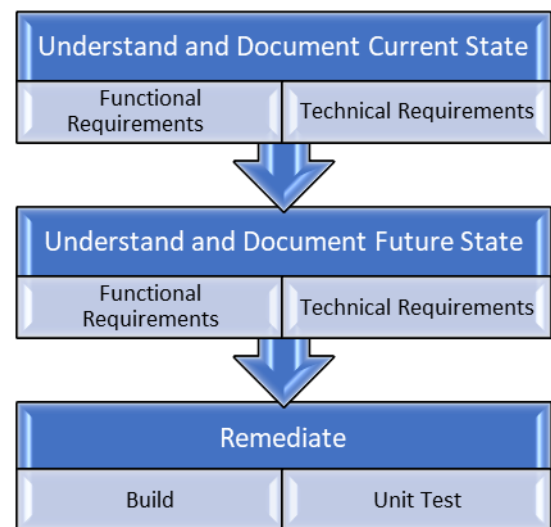 Understand and Document Current State
Functional
Requirements
Technical Requirements
Understand and Document Future State
Functional
Requirements
Technical Requirements
Remediate
Build
Unit Test